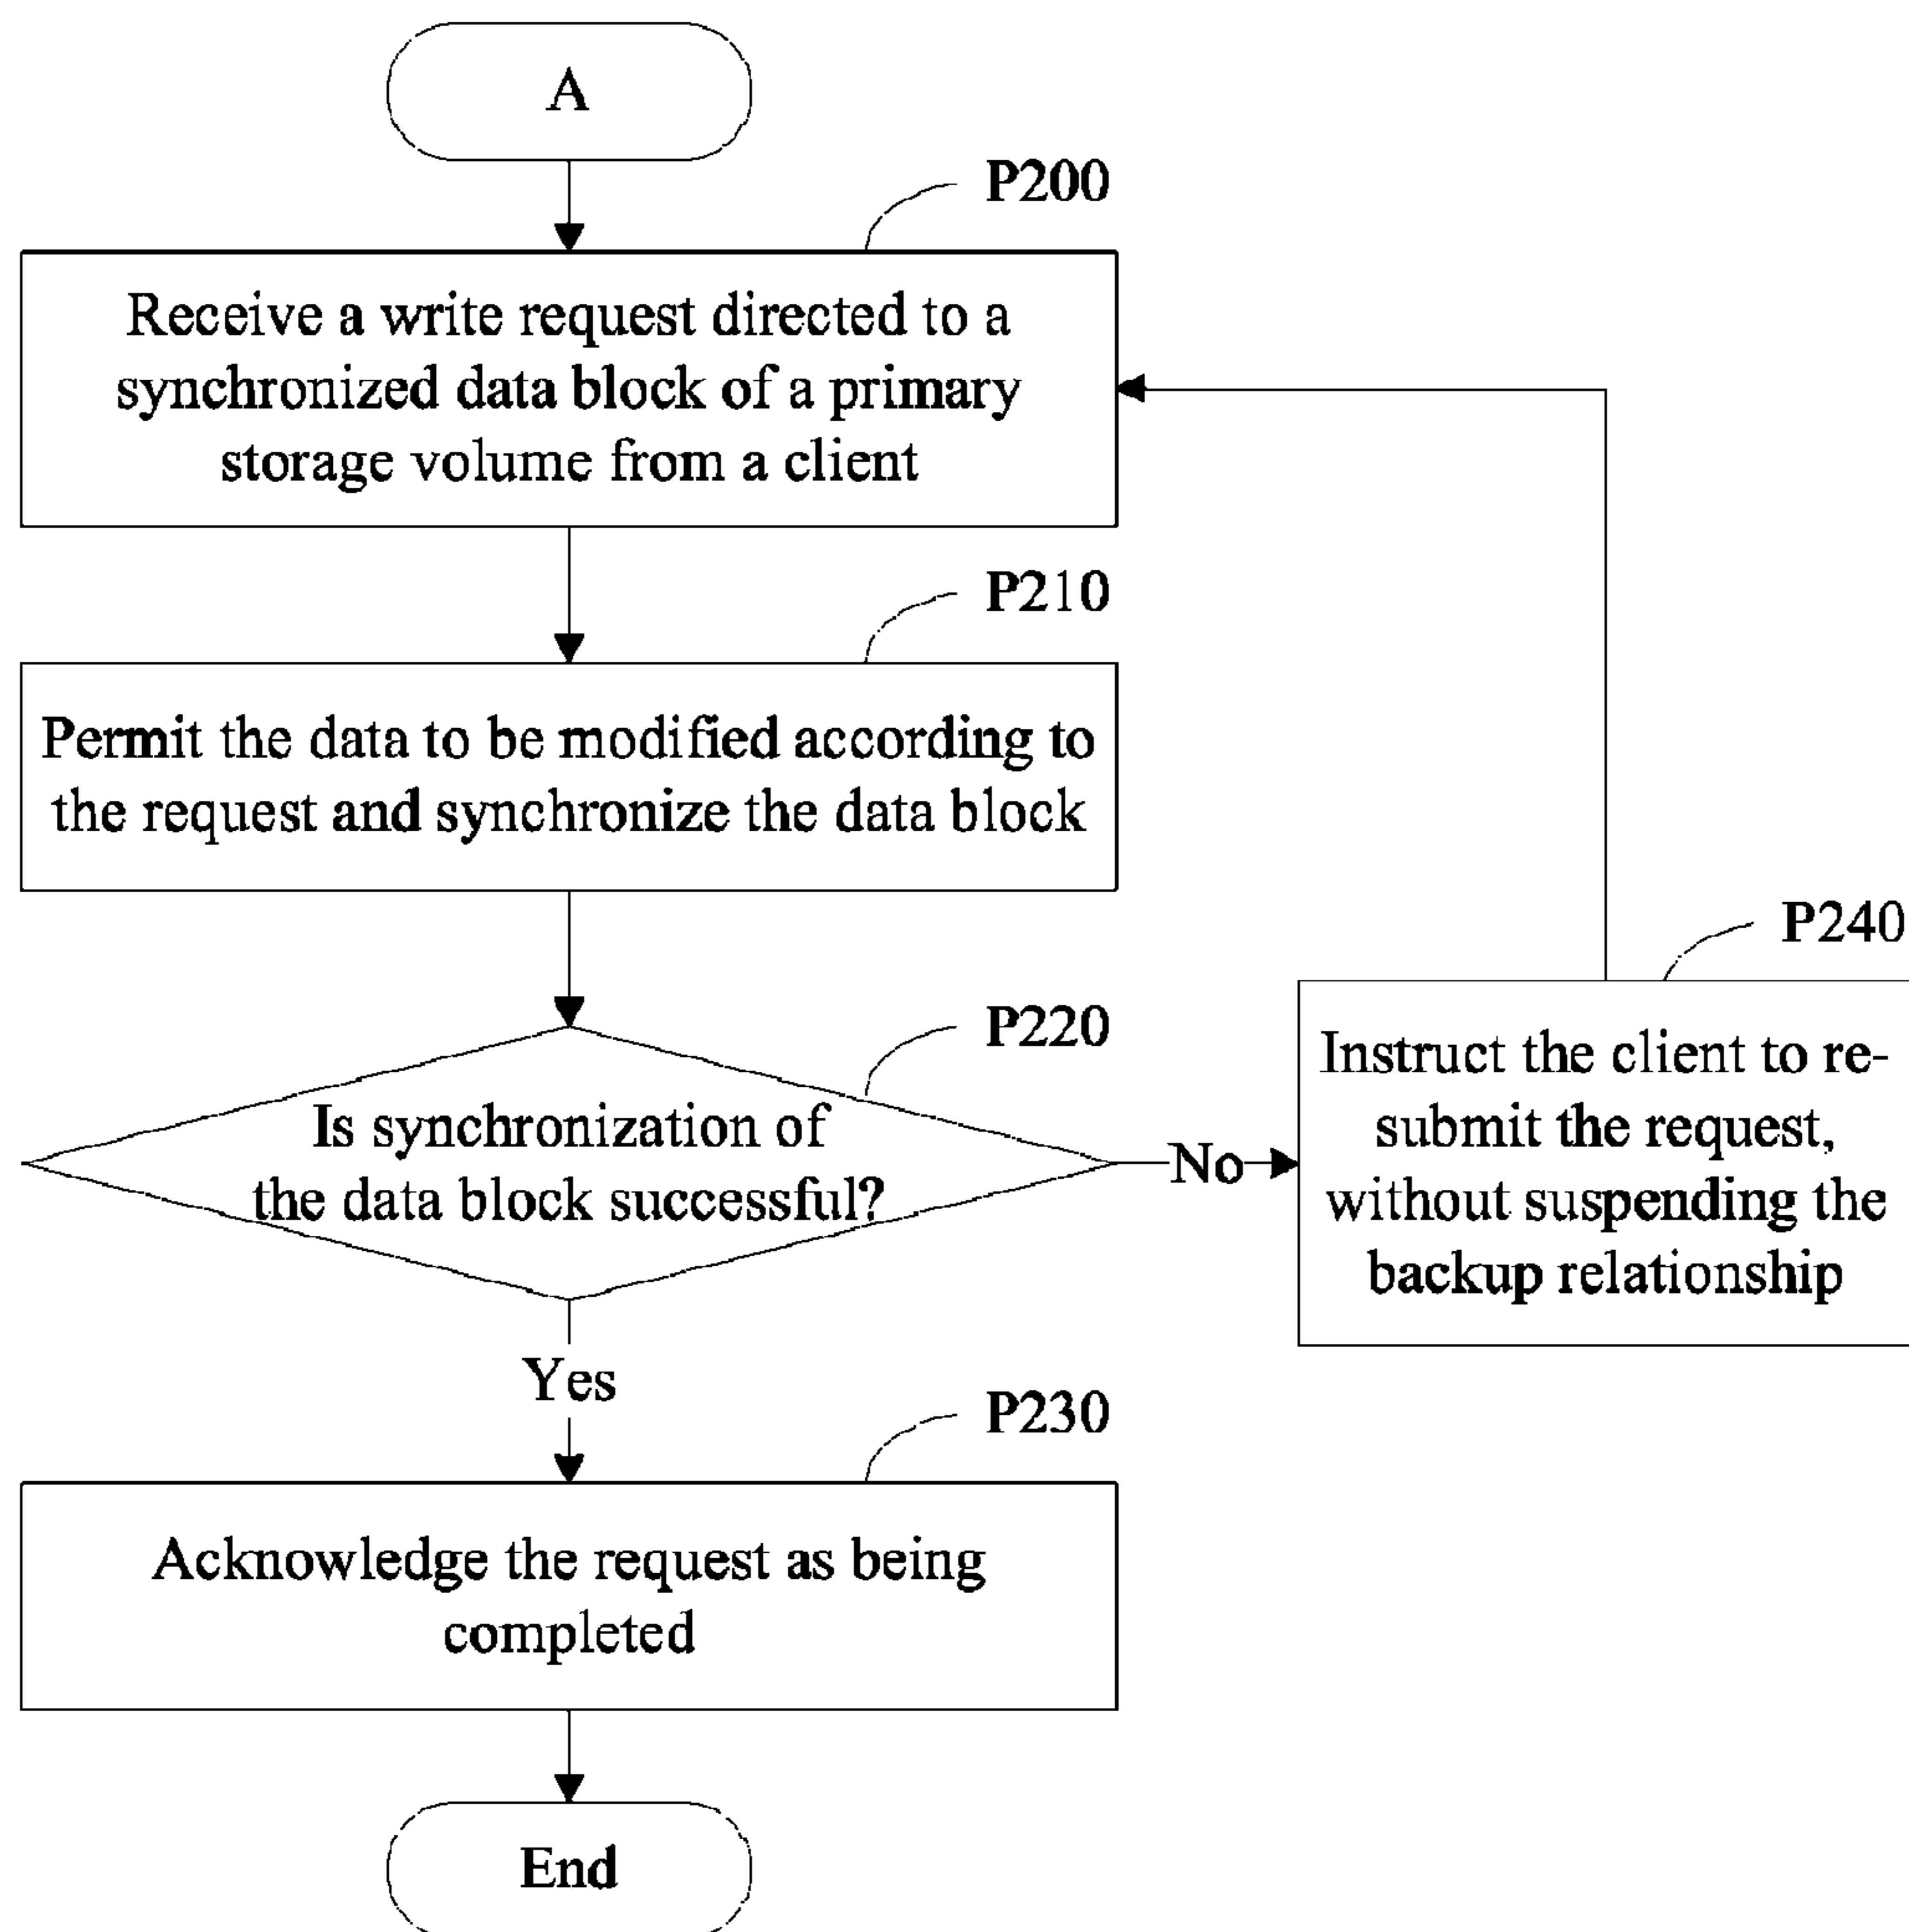 A
P200
Receive a write request directed to a
synchronized data block of a primary
storage volume from a client
P210
Permit the data to be modified according to
the request and synchronize the data block
P220
Is synchronization of
the data block successful?
No
P240
Instruct the client to re-
submit the request,
without suspending the
backup relationship
Yes
P230
Acknowledge the request as being
completed
End